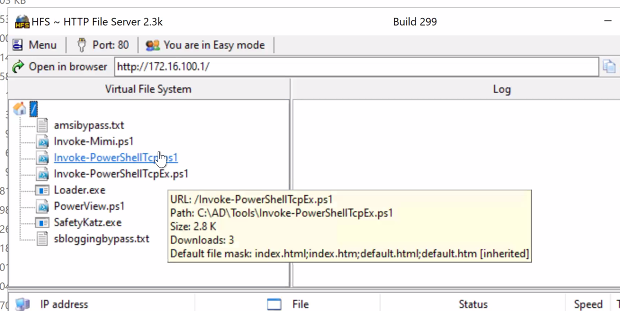 HFS ~ HTTP File Server 2.3k
Build 299
Menu
Port: 80
You are in Easy mode
Open in browser
http://172.16.100.1/
Virtual File System
Log
/
amsibypass.txt
Invoke-Mimi.ps1
Invoke-PowerShellTcp.ps1
Invoke-PowerShellTcpEx.ps1
Loader.exe
PowerView.ps1
SafetyKatz.exe
sbloggingbypass.txt
URL: /Invoke-PowerShellTcpEx.ps1
Path: C:\AD\Tools\Invoke-PowerShellTcpEx.ps1
Size: 2.8 K
Downloads: 3
Default file mask: index.html;index.htm;default.html;default.htm [inherited]
IP address
File
Status
Speed